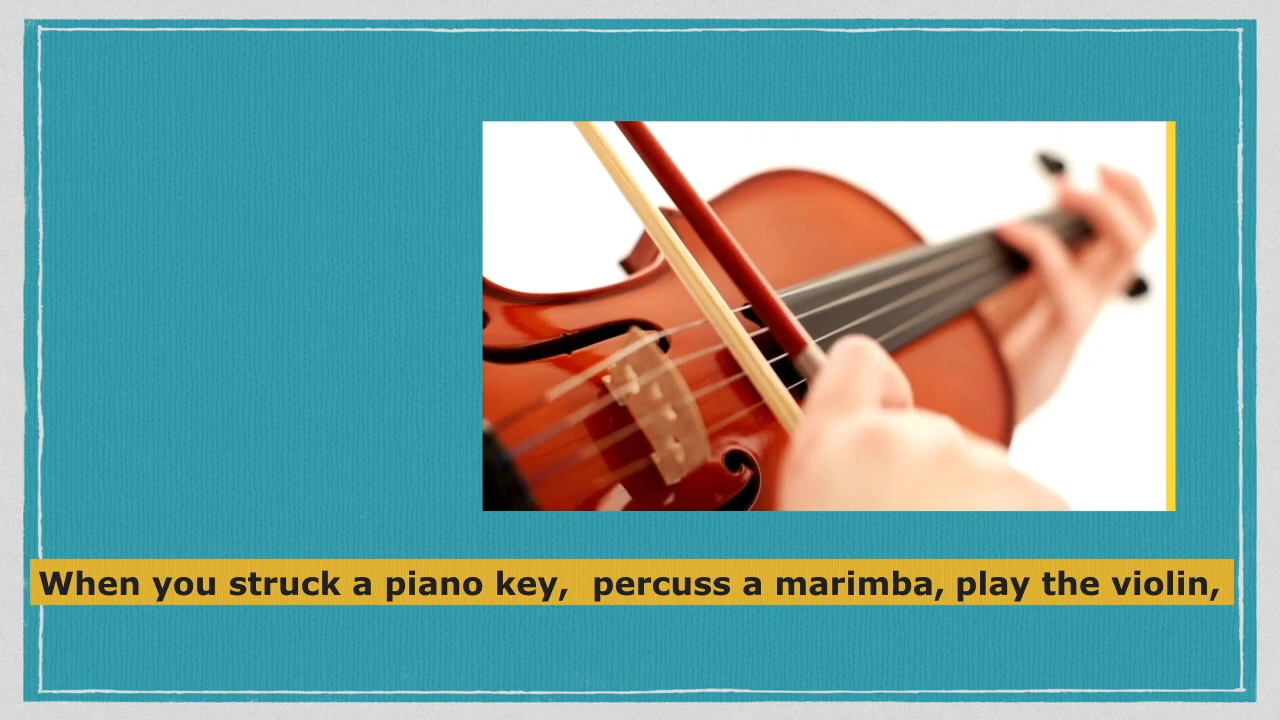 When you struck a piano key,  percuss a marimba, play the violin,